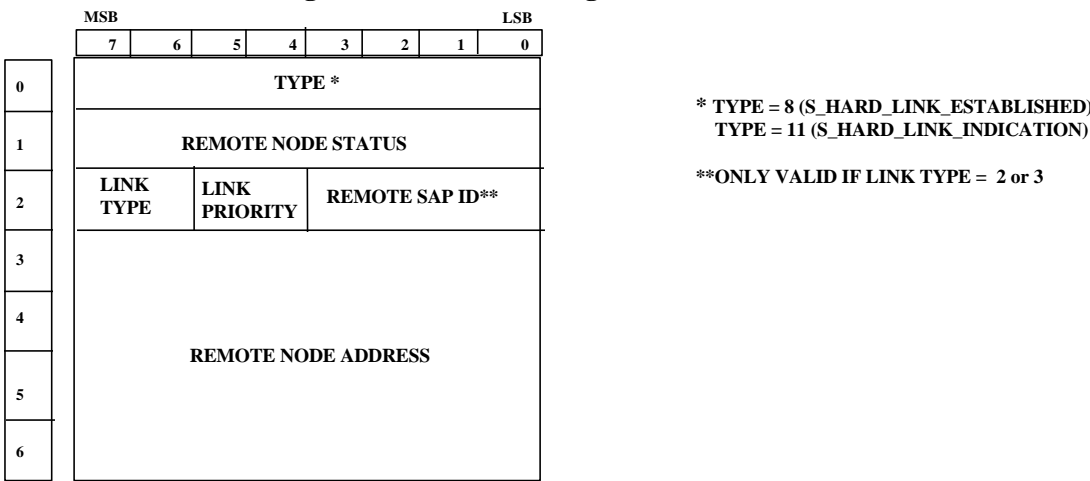 MSB LSB
7 6 5 4 3 2 1 0
0 TYPE *
1 REMOTE NODE STATUS
2 LINK TYPE LINK PRIORITY REMOTE SAP ID**
3
4
REMOTE NODE ADDRESS
5
6
* TYPE = 8 (S_HARD_LINK_ESTABLISHED)
TYPE = 11 (S_HARD_LINK_INDICATION)
**ONLY VALID IF LINK TYPE = 2 or 3